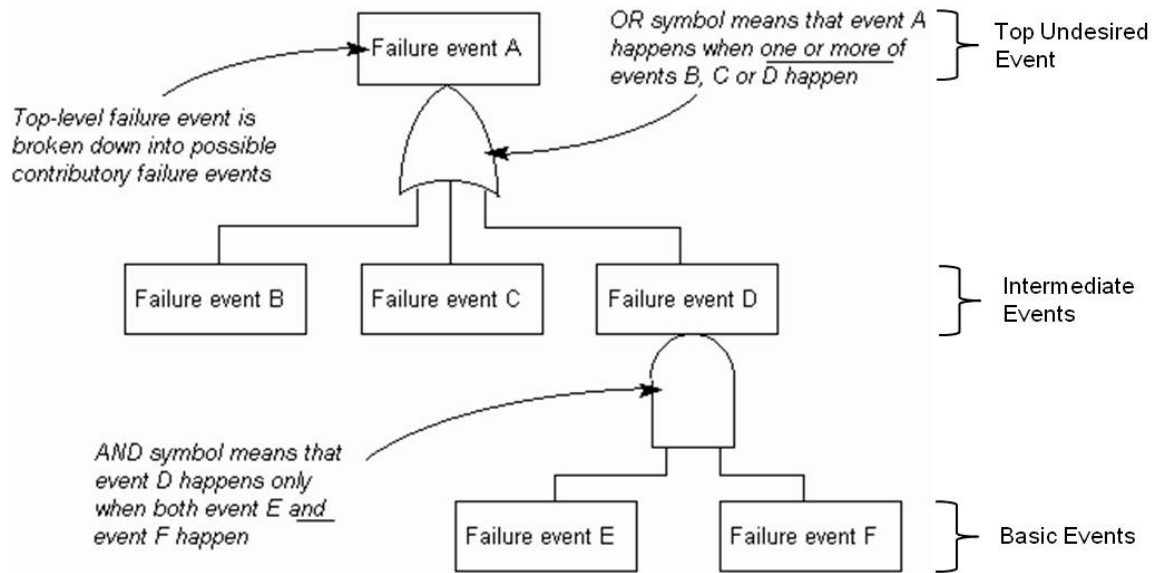 Failure event A
OR symbol means that event A
happens when one or more of
events B, C or D happen
Top Undesired
Event
Top-level failure event is
broken down into possible
contributory failure events
Failure event B
Failure event C
Failure event D
Intermediate
Events
AND symbol means that
event D happens only
when both event E and
event F happen
Failure event E
Failure event F
Basic Events